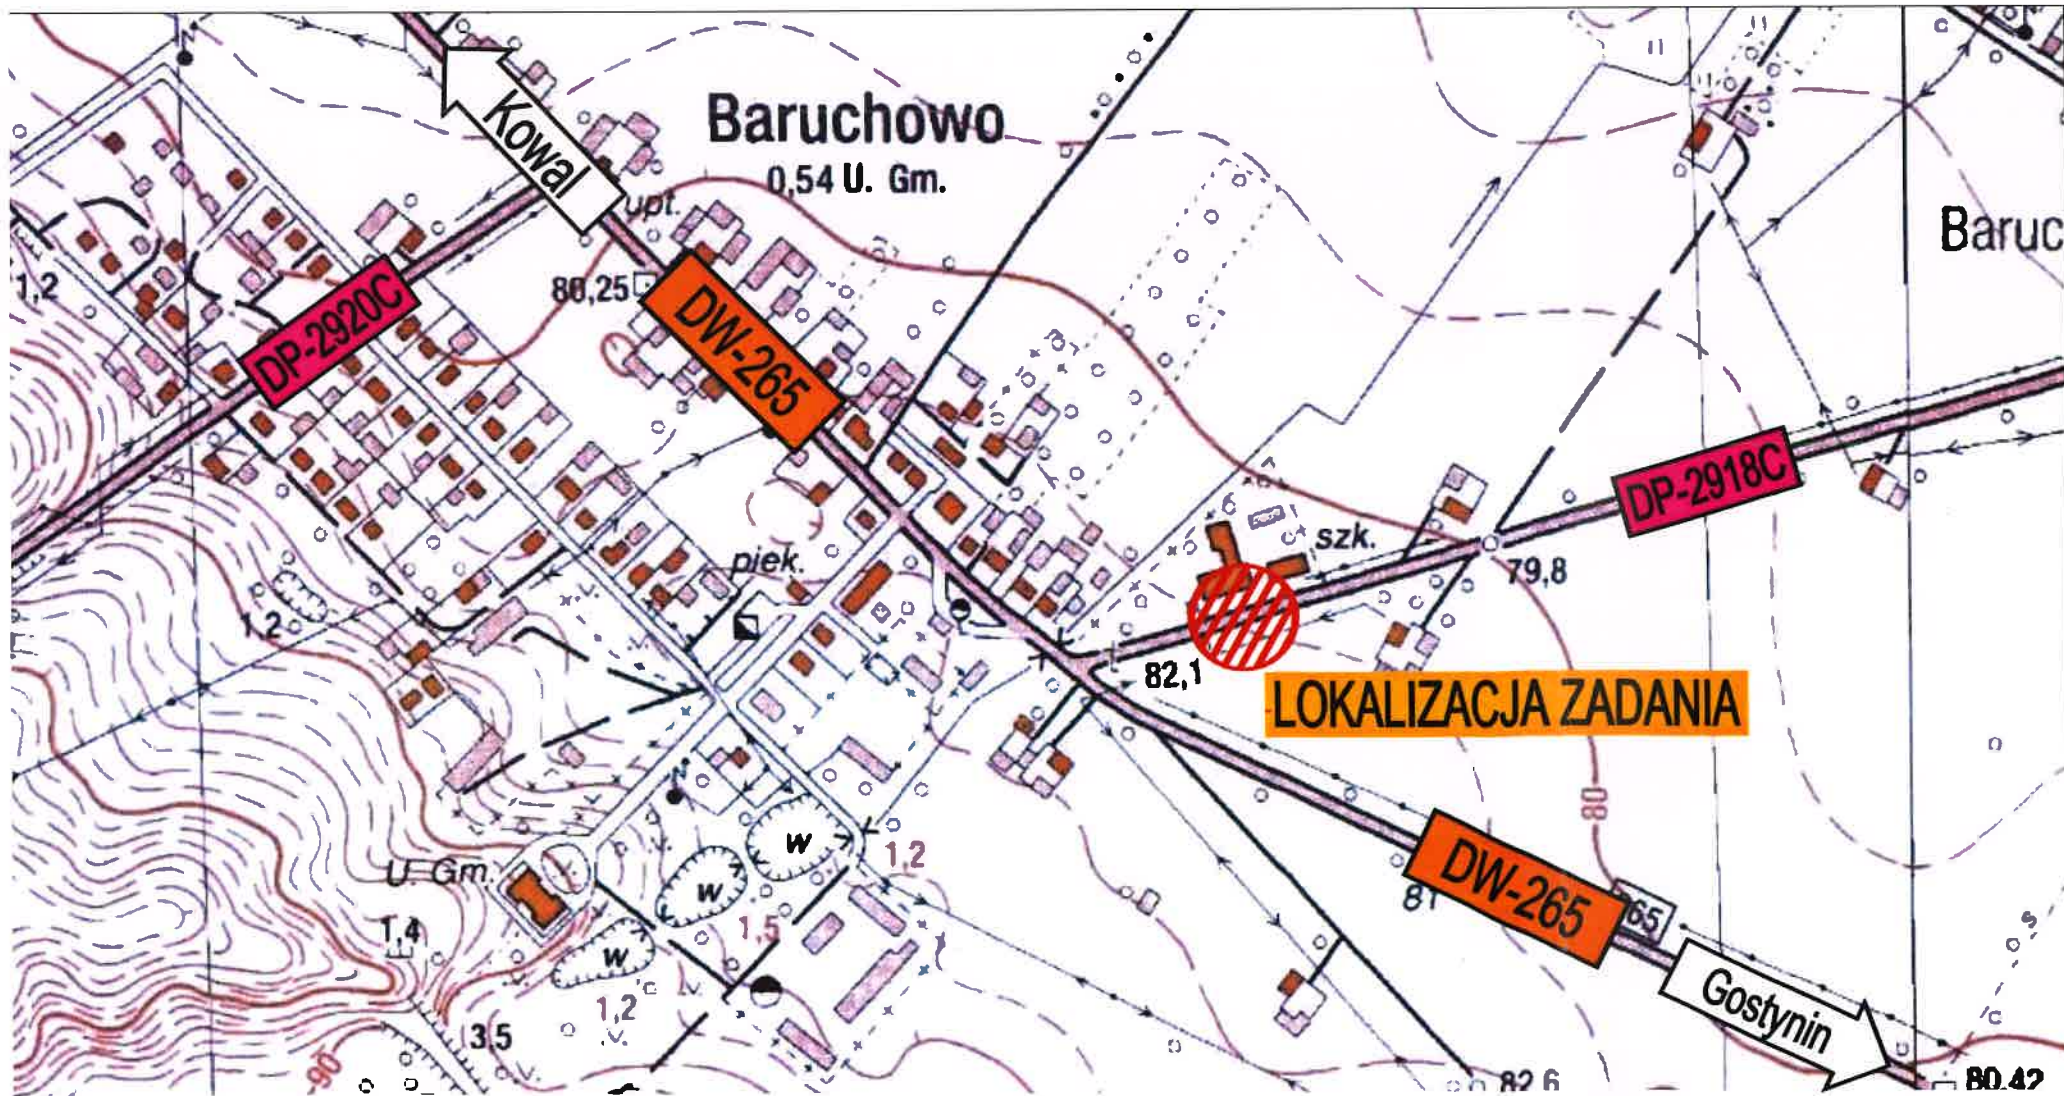 Kowal
Baruchowo
0,54 U. Gm.
Baruc
upt.
1,2
80,25
DP-2920C
DW-265
DP-2918C
szk.
79,8
piek.
1,2
82,1
LOKALIZACJA ZADANIA
80
W
1,2
U. Gm.
W
DW-265
81
65
1,5
1,4
W
Gostynin
1,2
3,5
90
82,6
80,42